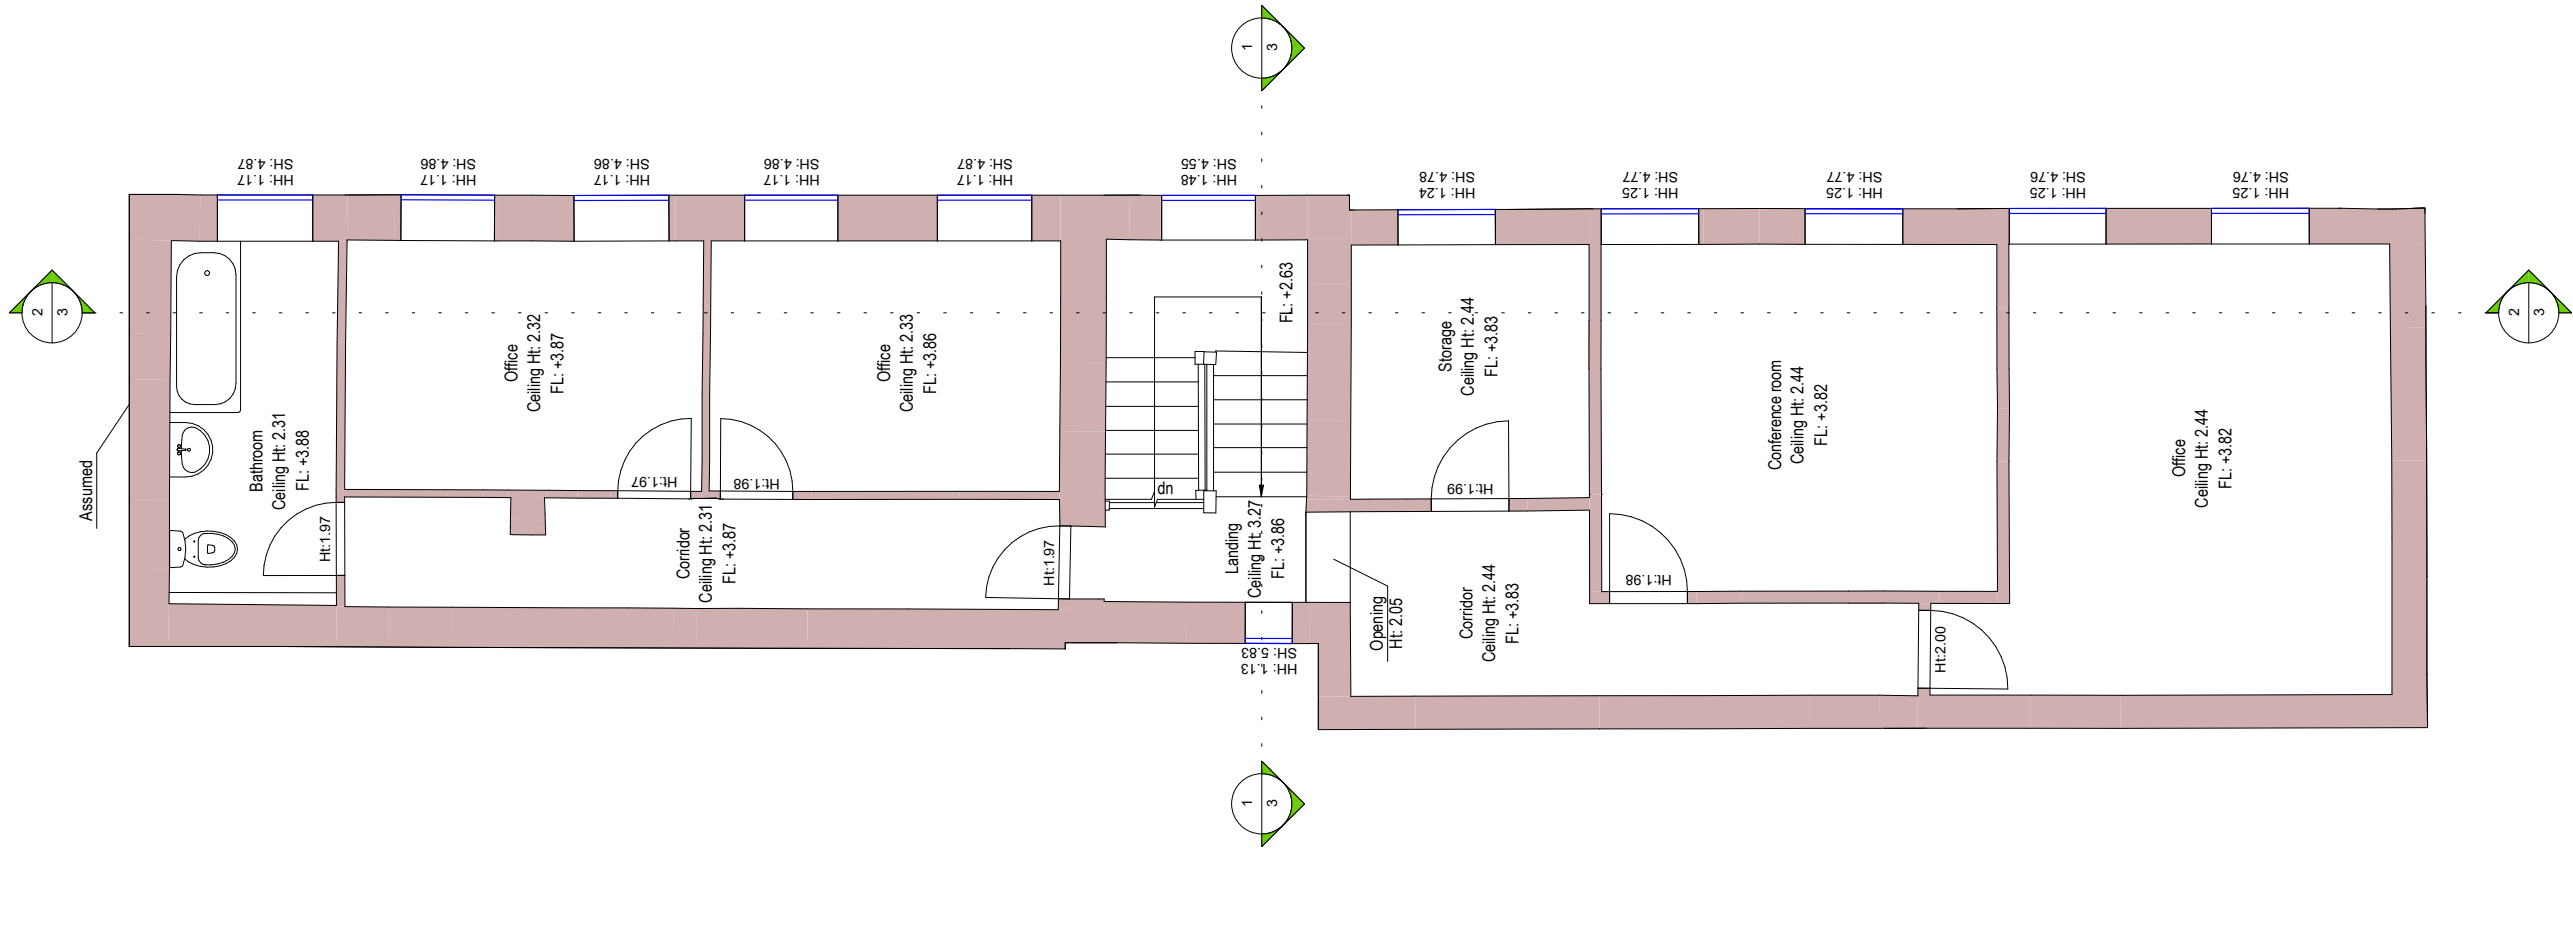 1
3
SH: 4.87
HH: 1.17
SH: 4.86
HH: 1.17
SH: 4.86
HH: 1.17
SH: 4.86
HH: 1.17
SH: 4.87
HH: 1.17
SH: 4.55
HH: 1.48
SH: 4.78
HH: 1.24
SH: 4.77
HH: 1.25
SH: 4.77
HH: 1.25
SH: 4.76
HH: 1.25
SH: 4.76
HH: 1.25
2
3
2
3
Assumed
Bathroom
Ceiling Ht: 2.31
FL: +3.88
Ht:1.97
Office
Ceiling Ht: 2.32
FL: +3.87
Ht:1.97
Office
Ceiling Ht: 2.33
FL: +3.86
Ht:1.98
Corridor
Ceiling Ht: 2.31
FL: +3.87
Ht:1.97
FL: +2.63
dn
Landing
Ceiling Ht: 3.27
FL: +3.86
HH: 1.13
SH: 5.83
Opening
Ht: 2.05
Storage
Ceiling Ht: 2.44
FL: +3.83
Ht:1.99
Corridor
Ceiling Ht: 2.44
FL: +3.83
Conference room
Ceiling Ht: 2.44
FL: +3.82
Ht:1.98
Ht:2.00
Office
Ceiling Ht: 2.44
FL: +3.82
1
3